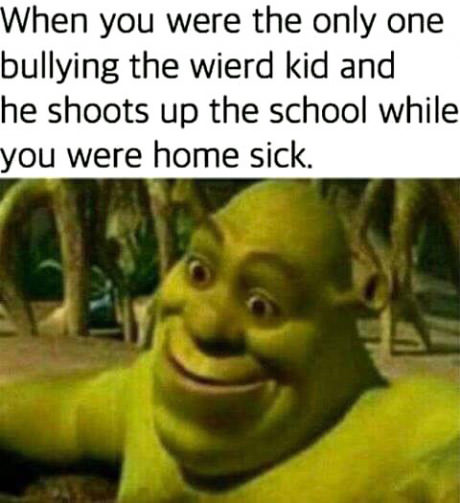 When you were the only one
bullying the wierd kid and
he shoots up the school while
you were home sick.